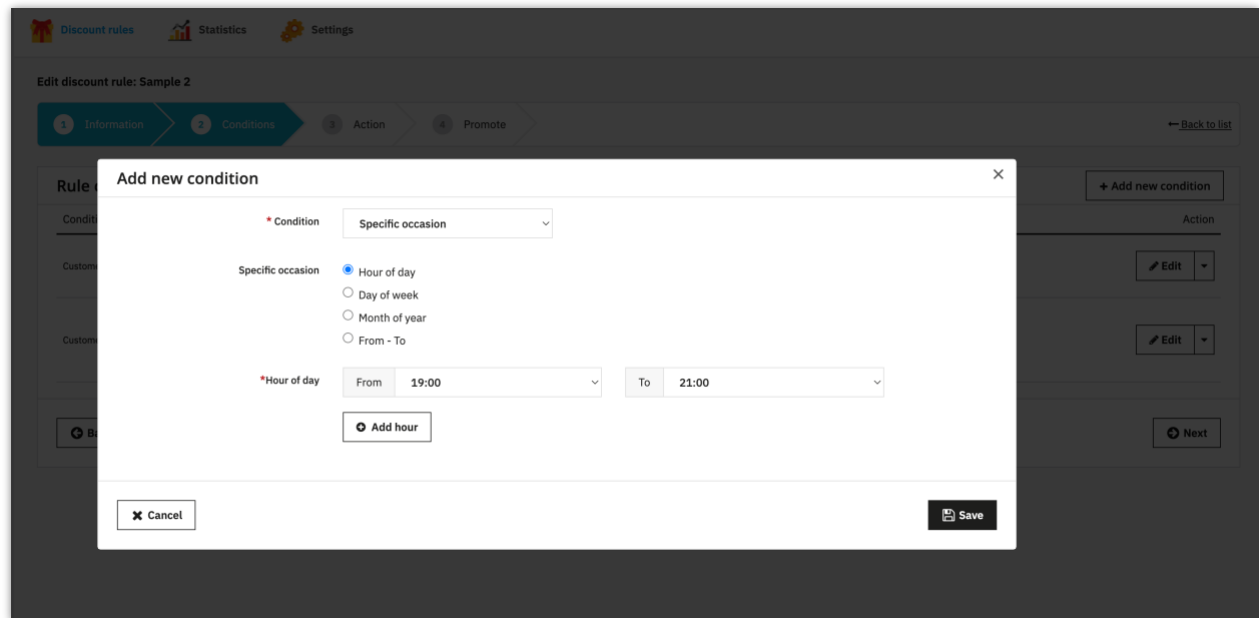 Discount rules Statistics Settings
Edit discount rule: Sample 2
1 Information 2 Conditions 3 Action 4 Promote ←Back to list
Rule
Add new condition ×
+ Add new condition
* Condition Specific occasion
Action
Specific occasion Hour of day
Edit
Day of week
Month of year
From - To
Edit
*Hour of day From 19:00 To 21:00
Add hour
Next
Cancel Save